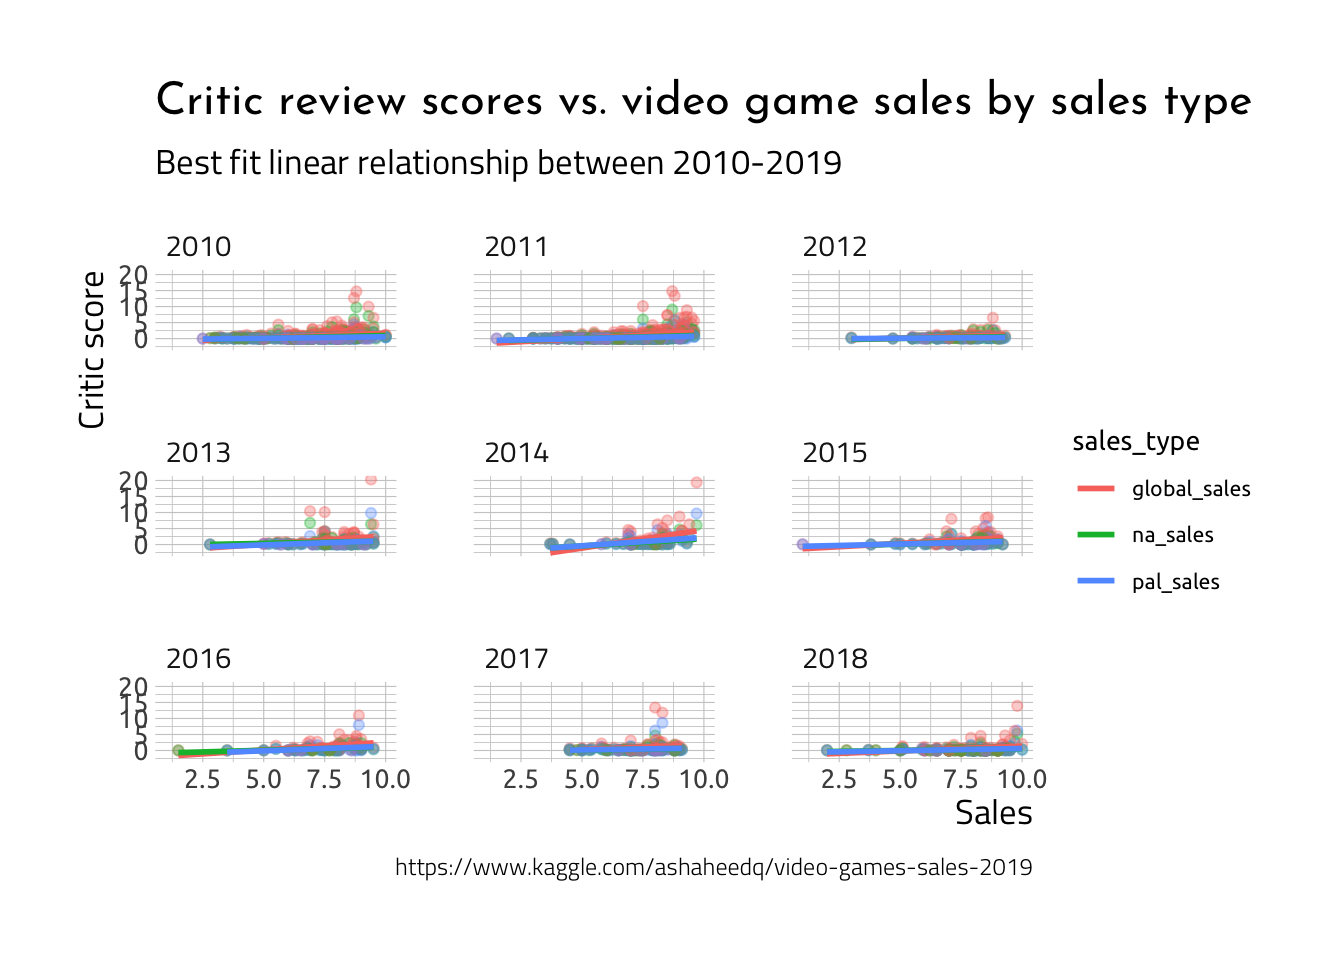 Critic review scores vs. video game sales by sales type
Best fit linear relationship between 2010-2019
Critic score
2010
2011
2012
20
15
10
5
0
2013
2014
2015
20
15
10
5
0
2016
2017
2018
20
15
10
5
0
2.5 5.0 7.5 10.0
2.5 5.0 7.5 10.0
2.5 5.0 7.5 10.0
Sales
sales_type
global_sales
na_sales
pal_sales
https://www.kaggle.com/ashaheedq/video-games-sales-2019